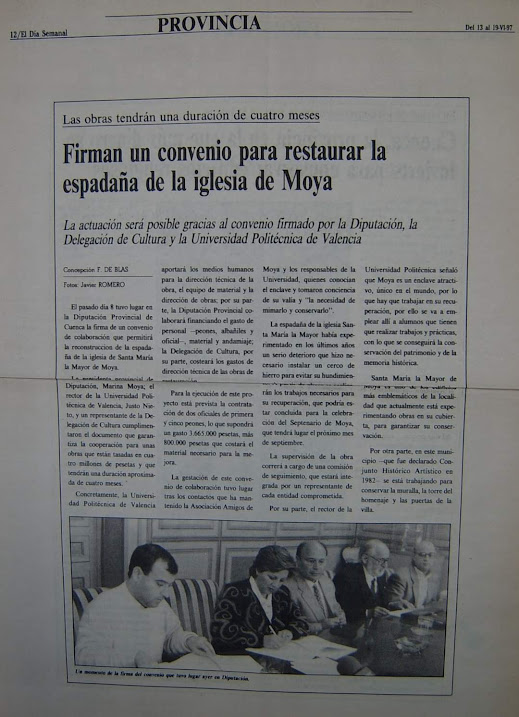 12/El Día Semanal
PROVINCIA
Del 13 al 19-VI-97
Las obras tendrán una duración de cuatro meses
Firman un convenio para restaurar la
espadaña de la iglesia de Moya
La actuación será posible gracias al convenio firmado por la Diputación, la
Delegación de Cultura y la Universidad Politécnica de Valencia
Concepción F. DE BLAS
Fotos: Javier ROMERO
El pasado día 8 tuvo lugar en
la Diputación Provincial de
Cuenca la firma de un convenio
de colaboración que permitirá
la reconstrucción de la espada-
ña de la iglesia de Santa María
la Mayor de Moya.
La presidenta provincial de
Diputación, Marina Moya; el
rector de la Universidad Poli-
técnica de Valencia, Justo Nie-
to, y un representante de la De-
legación de Cultura cumplimen-
taron el documento que garan-
tiza la cooperación para unas
obras que están tasadas en cua-
tro millones de pesetas y que
tendrán una duración aproxima-
da de cuatro meses.
Concretamente, la Universi-
dad Politécnica de Valencia
aportará los medios humanos
para la dirección técnica de la
obra, el equipo de material y la
dirección de obras; por su par-
te, la Diputación Provincial co-
laborará financiando el gasto de
personal —peones, albañiles y
oficial—, material y andamiaje;
la Delegación de Cultura, por su
parte, costeará los gastos de
dirección técnica de las obras de
restauración.
Para la ejecución de este pro-
yecto está prevista la contrata-
ción de dos oficiales de primera
y cinco peones, lo que supondrá
un gasto 3.665.000 pesetas, más
800.000 pesetas que costará el
material necesario para la me-
jora.
La gestación de este conve-
nio de colaboración tuvo lugar
tras los contactos que ha man-
tenido la Asociación Amigos de
Moya y los responsables de la
Universidad, quienes conocían
el enclave y tomaron conciencia
de su valía y "la necesidad de
mimarlo y conservarlo".
La espadaña de la iglesia San-
ta María la Mayor había expe-
rimentado en los últimos años
un serio deterioro que hizo ne-
cesario instalar un cerco de
hierro para evitar su hundimien-
rán los trabajos necesarios para
su recuperación, que podría es-
tar concluida para la celebra-
ción del Septenario de Moya,
que tendrá lugar el próximo mes
de septiembre.
La supervisión de la obra
correrá a cargo de una comisión
de seguimiento, que estará inte-
grada por un representante de
cada entidad comprometida.
Por su parte, el rector de la
Universidad Politécnica señaló
que Moya es un enclave atracti-
vo, único en el mundo, por lo
que hay que trabajar en su recu-
peración, por ello se va a em-
plear allí a alumnos que tienen
que realizar trabajos y prácticas,
con lo que se conseguirá la con-
servación del patrimonio y de la
memoria histórica.
Santa María la Mayor de
más emblemáticos de la locali-
dad que actualmente está expe-
rimentando obras en su cubier-
ta, para garantizar su conser-
vación.
Por otra parte, en este muni-
cipio —que fue declarado Con-
junto Histórico Artístico en
1982— se está trabajando para
conservar la muralla, la torre del
homenaje y las puertas de la
villa.
Un momento de la firma del convenio que tuvo lugar ayer en Diputación.